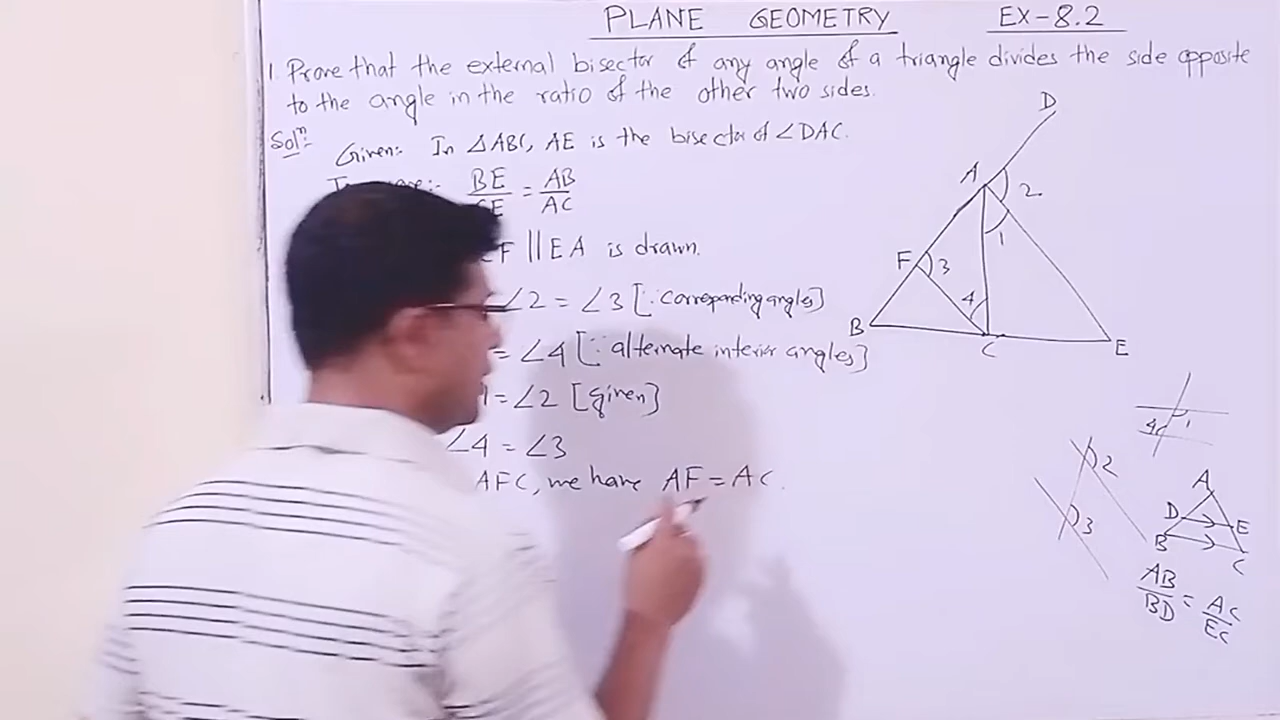 PLANE GEOMETRY EX-8.2
1. Prove that the external bisector of any angle of a triangle divides the side opposite
to the angle in the ratio of the other two sides.
Solⁿ:
Given:- In △ABC, AE is the bisector of ∠DAC.
BE/CE = AB/AC
CF || EA is drawn.
∠2 = ∠3 [∵ corresponding angles]
= ∠4 [∵ alternate interior angles]
1 = ∠2 [given]
∠4 = ∠3
AFC, we have AF = AC.
D
A
2
1
F
3
4
B
C
E
4
1
2
3
A
D
E
B
C
AB/BD = AC/EC